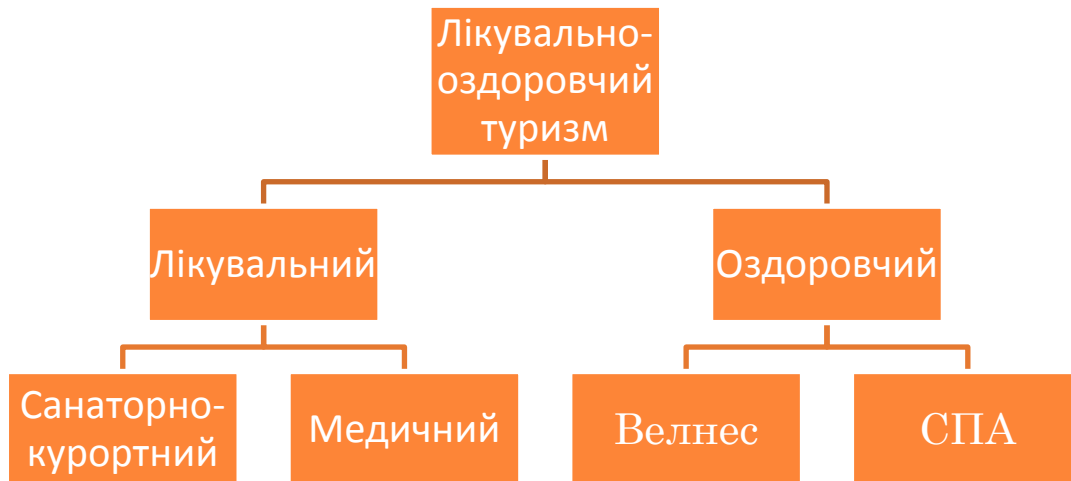 Лікувально-
оздоровчий
туризм
Лікувальний
Оздоровчий
Санаторно-
курортний
Медичний
Велнес
СПА